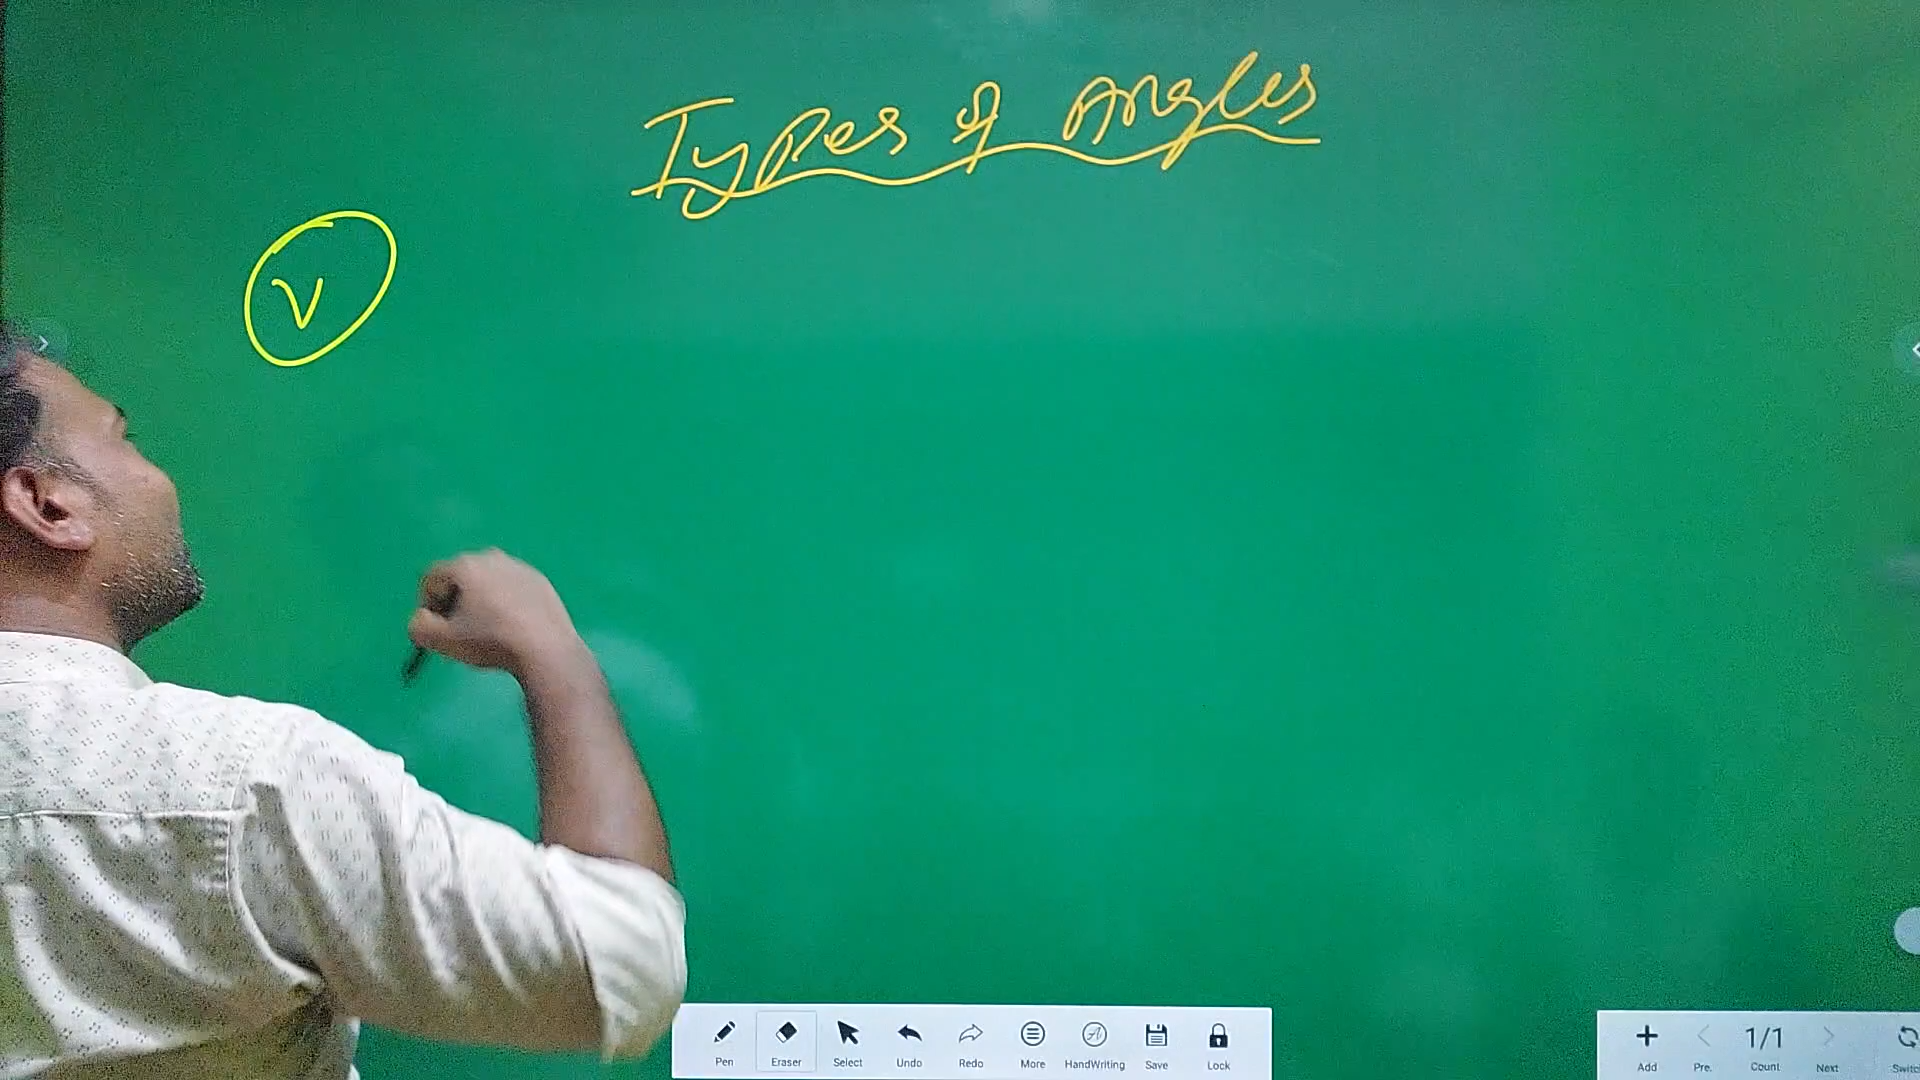 Types of Angles
V
Pen Eraser Select Undo Redo More HandWriting Save Lock
1/1
Add Pre. Count Next